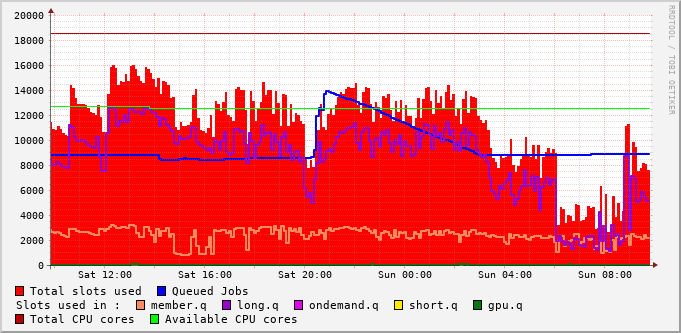 RRDTOOL / TOBI OETIKER
20000
18000
16000
14000
12000
10000
8000
6000
4000
2000
0
Sat 12:00 Sat 16:00 Sat 20:00 Sun 00:00 Sun 04:00 Sun 08:00
Total slots used Queued Jobs
Slots used in : member.q long.q ondemand.q short.q gpu.q
Total CPU cores Available CPU cores